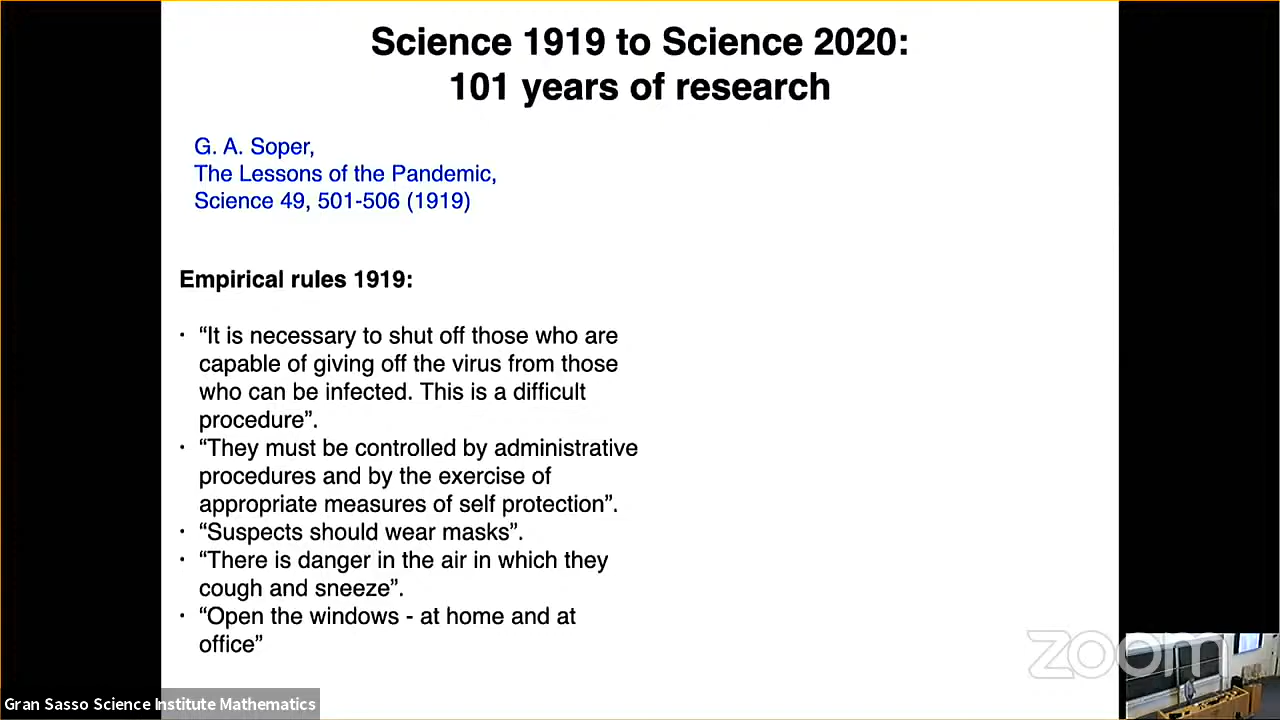 Science 1919 to Science 2020:
101 years of research
G. A. Soper,
The Lessons of the Pandemic,
Science 49, 501-506 (1919)
Empirical rules 1919:
· “It is necessary to shut off those who are
capable of giving off the virus from those
who can be infected. This is a difficult
procedure”.
· “They must be controlled by administrative
procedures and by the exercise of
appropriate measures of self protection”.
· “Suspects should wear masks”.
· “There is danger in the air in which they
cough and sneeze”.
· “Open the windows - at home and at
office”
zoom
Gran Sasso Science Institute Mathematics